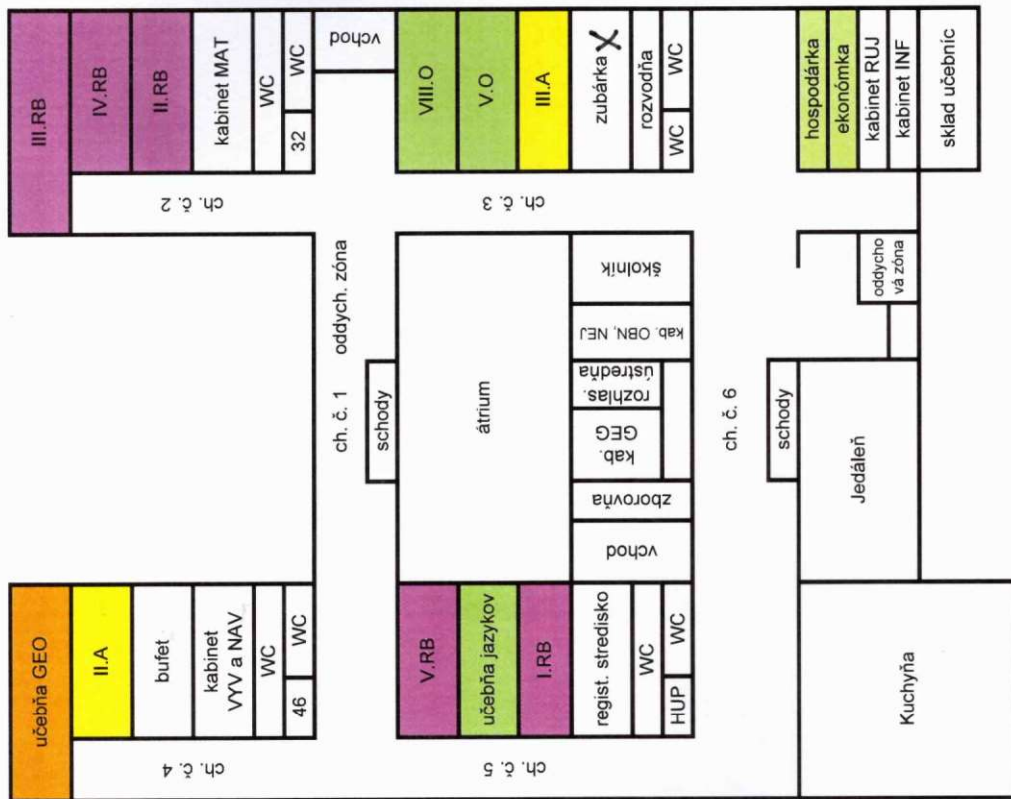 III.RB
IV.RB
II.RB
kabinet MAT
WC
32
WC
vchod
VIII.O
V.O
III.A
zubárka X
rozvodňa
WC
WC
hospodárka
ekonómka
kabinet RUJ
kabinet INF
sklad učebníc
ch. č. 2
ch. č. 3
oddych. zóna
ch. č. 1
schody
átrium
školník
kab. OBN, NEJ
rozhlas.
ústredňa
kab.
GEG
zborovňa
vchod
ch. č. 6
schody
oddycho
vá zóna
Jedáleň
učebňa GEO
II.A
bufet
kabinet
VYV a NAV
WC
46
WC
V.RB
učebňa jazykov
I.RB
regist. stredisko
WC
HUP
WC
ch. č. 4
ch. č. 5
Kuchyňa